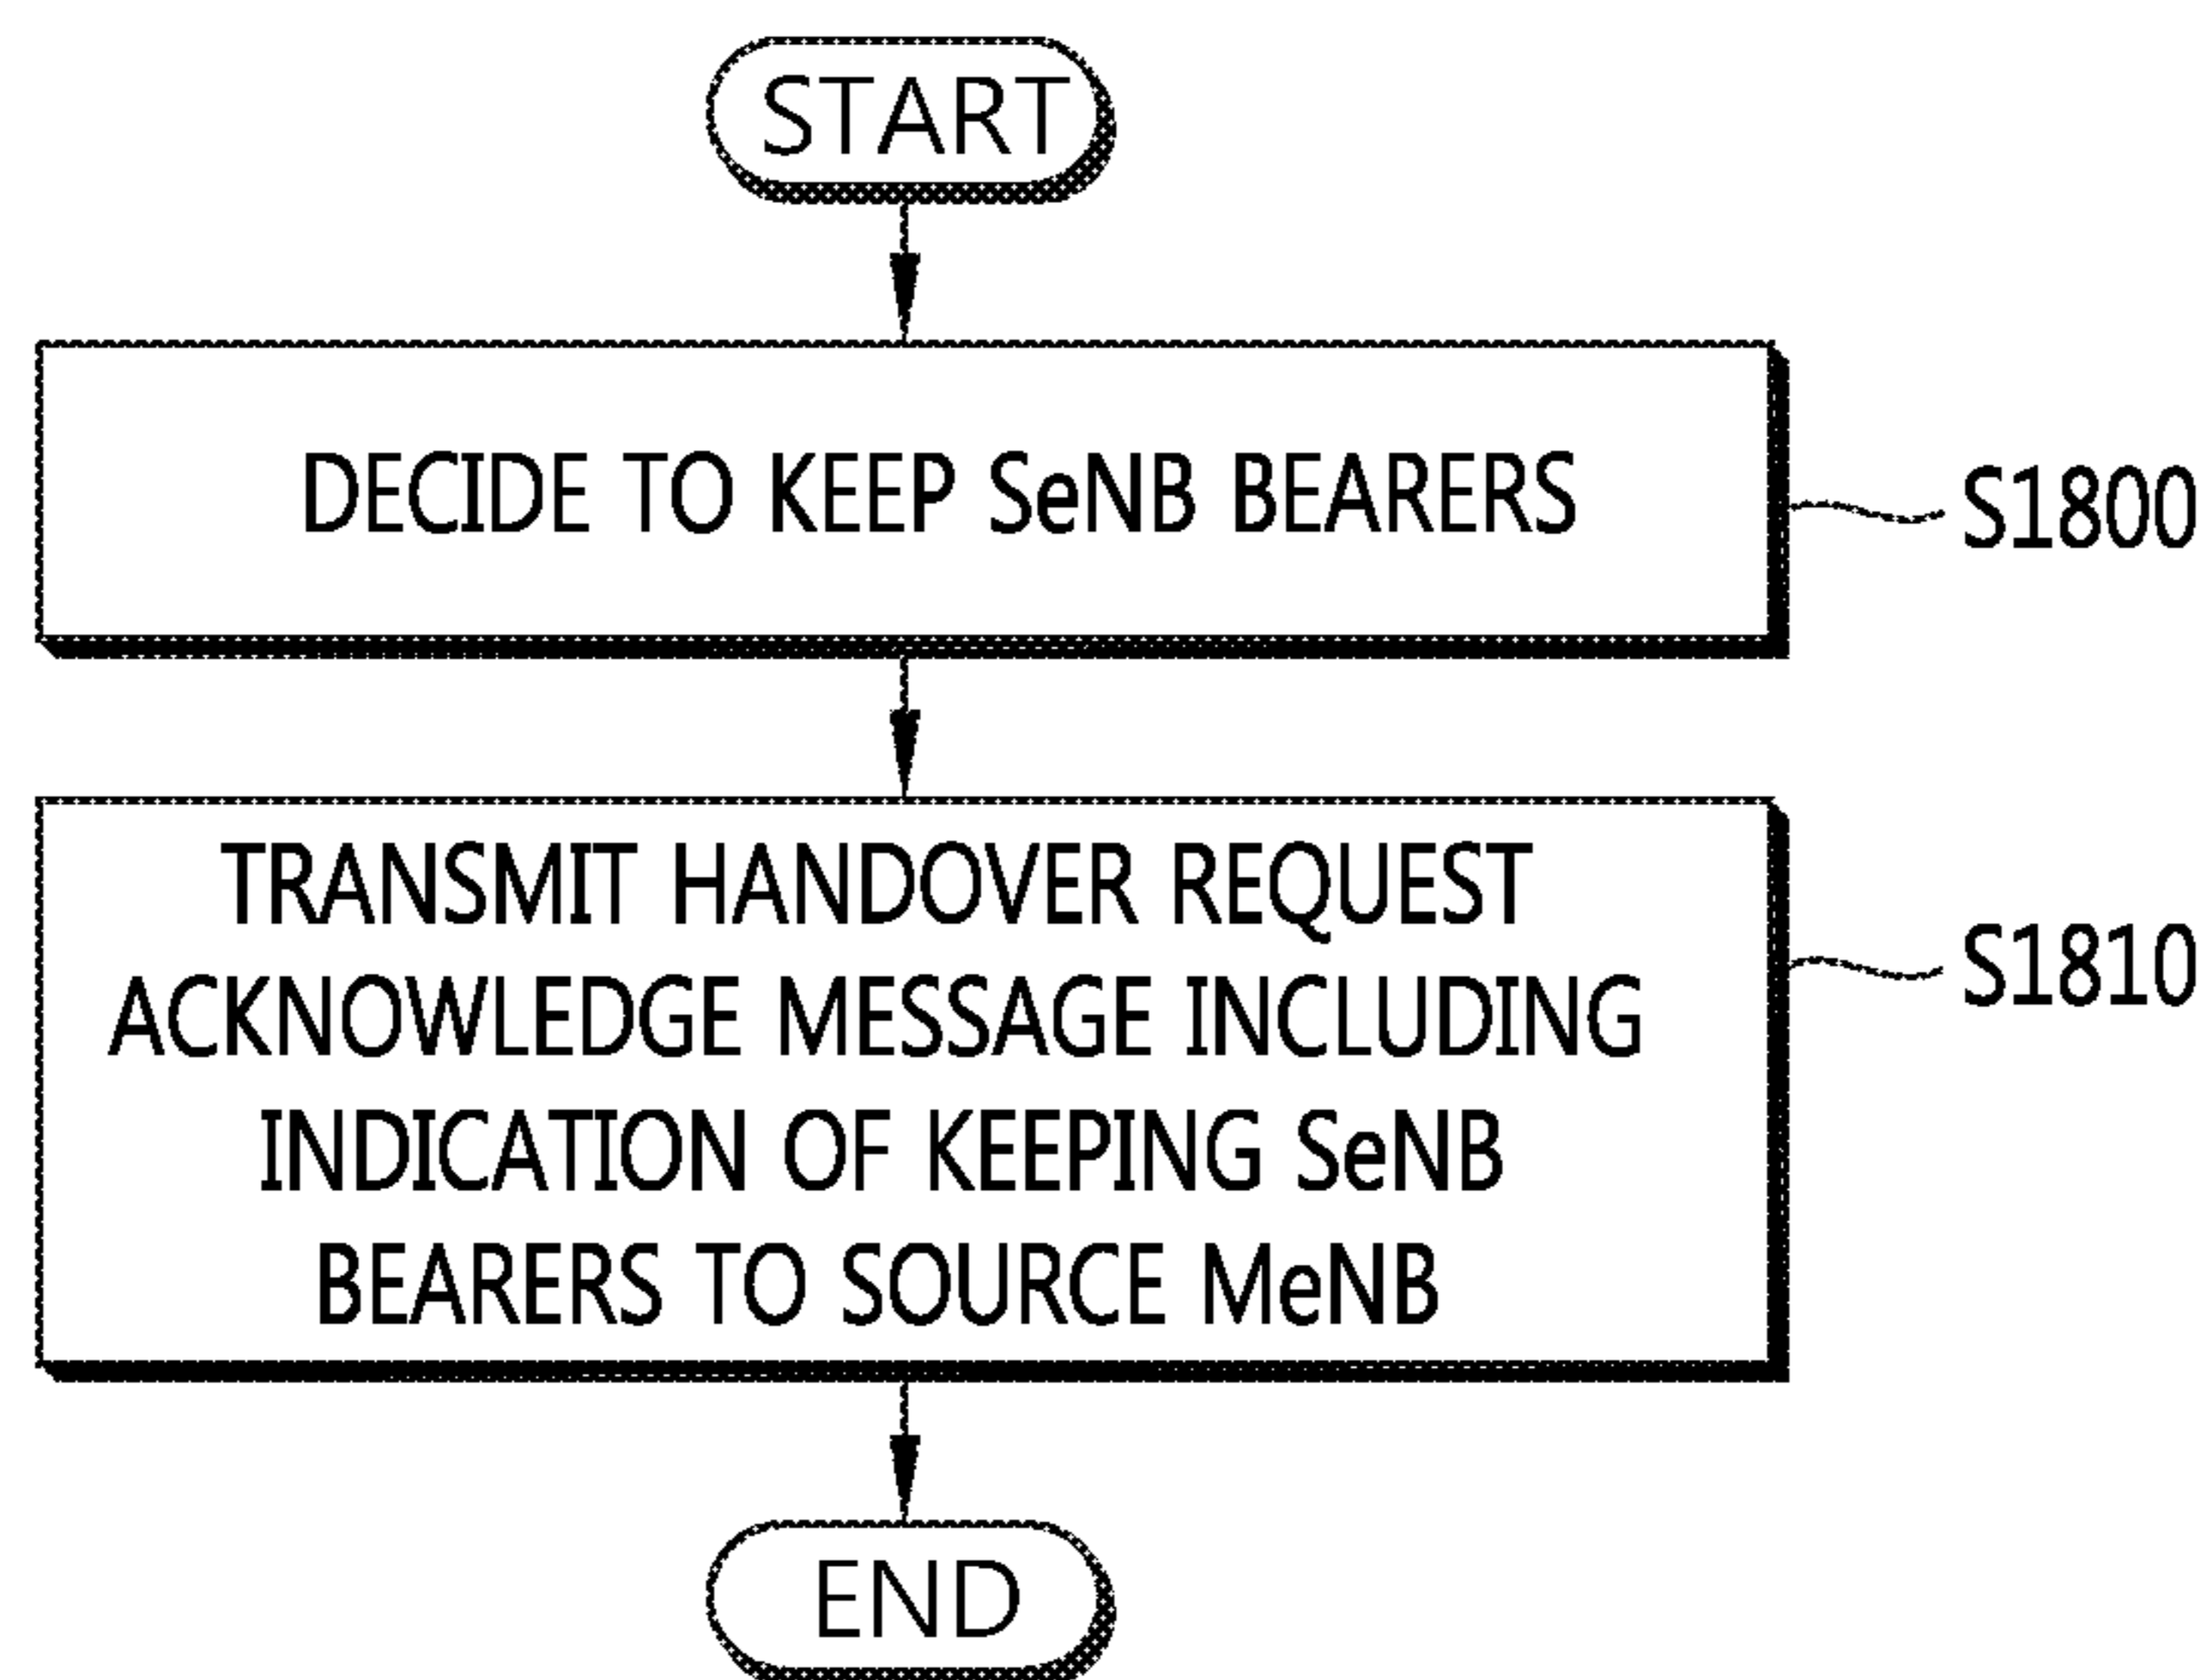 START
DECIDE TO KEEP SeNB BEARERS
S1800
TRANSMIT HANDOVER REQUEST
ACKNOWLEDGE MESSAGE INCLUDING
INDICATION OF KEEPING SeNB
BEARERS TO SOURCE MeNB
S1810
END